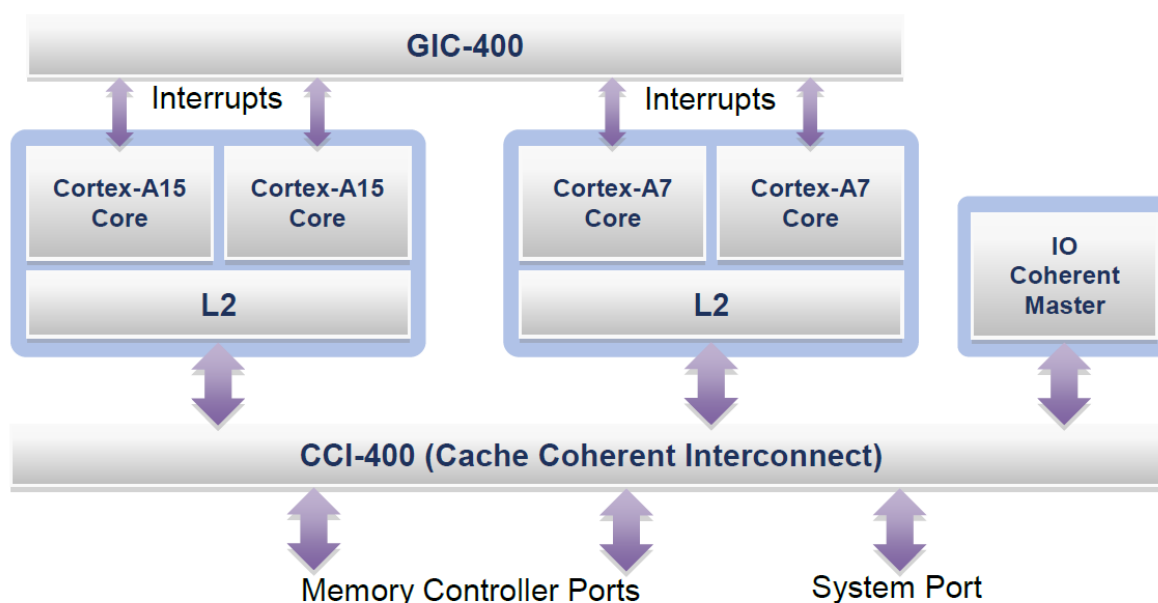 GIC-400
Interrupts
Interrupts
Cortex-A15
Core
Cortex-A15
Core
Cortex-A7
Core
Cortex-A7
Core
L2
L2
IO
Coherent
Master
CCI-400 (Cache Coherent Interconnect)
Memory Controller Ports
System Port